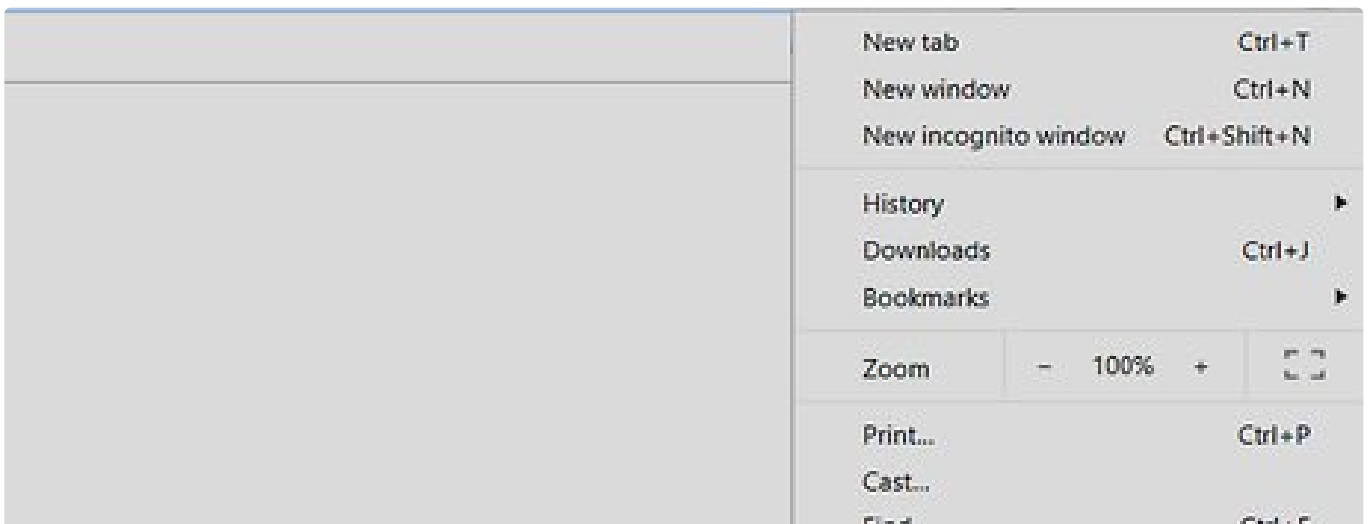 New tab Ctrl+T
New window Ctrl+N
New incognito window Ctrl+Shift+N
History
Downloads Ctrl+J
Bookmarks
Zoom - 100% +
Print... Ctrl+P
Cast...